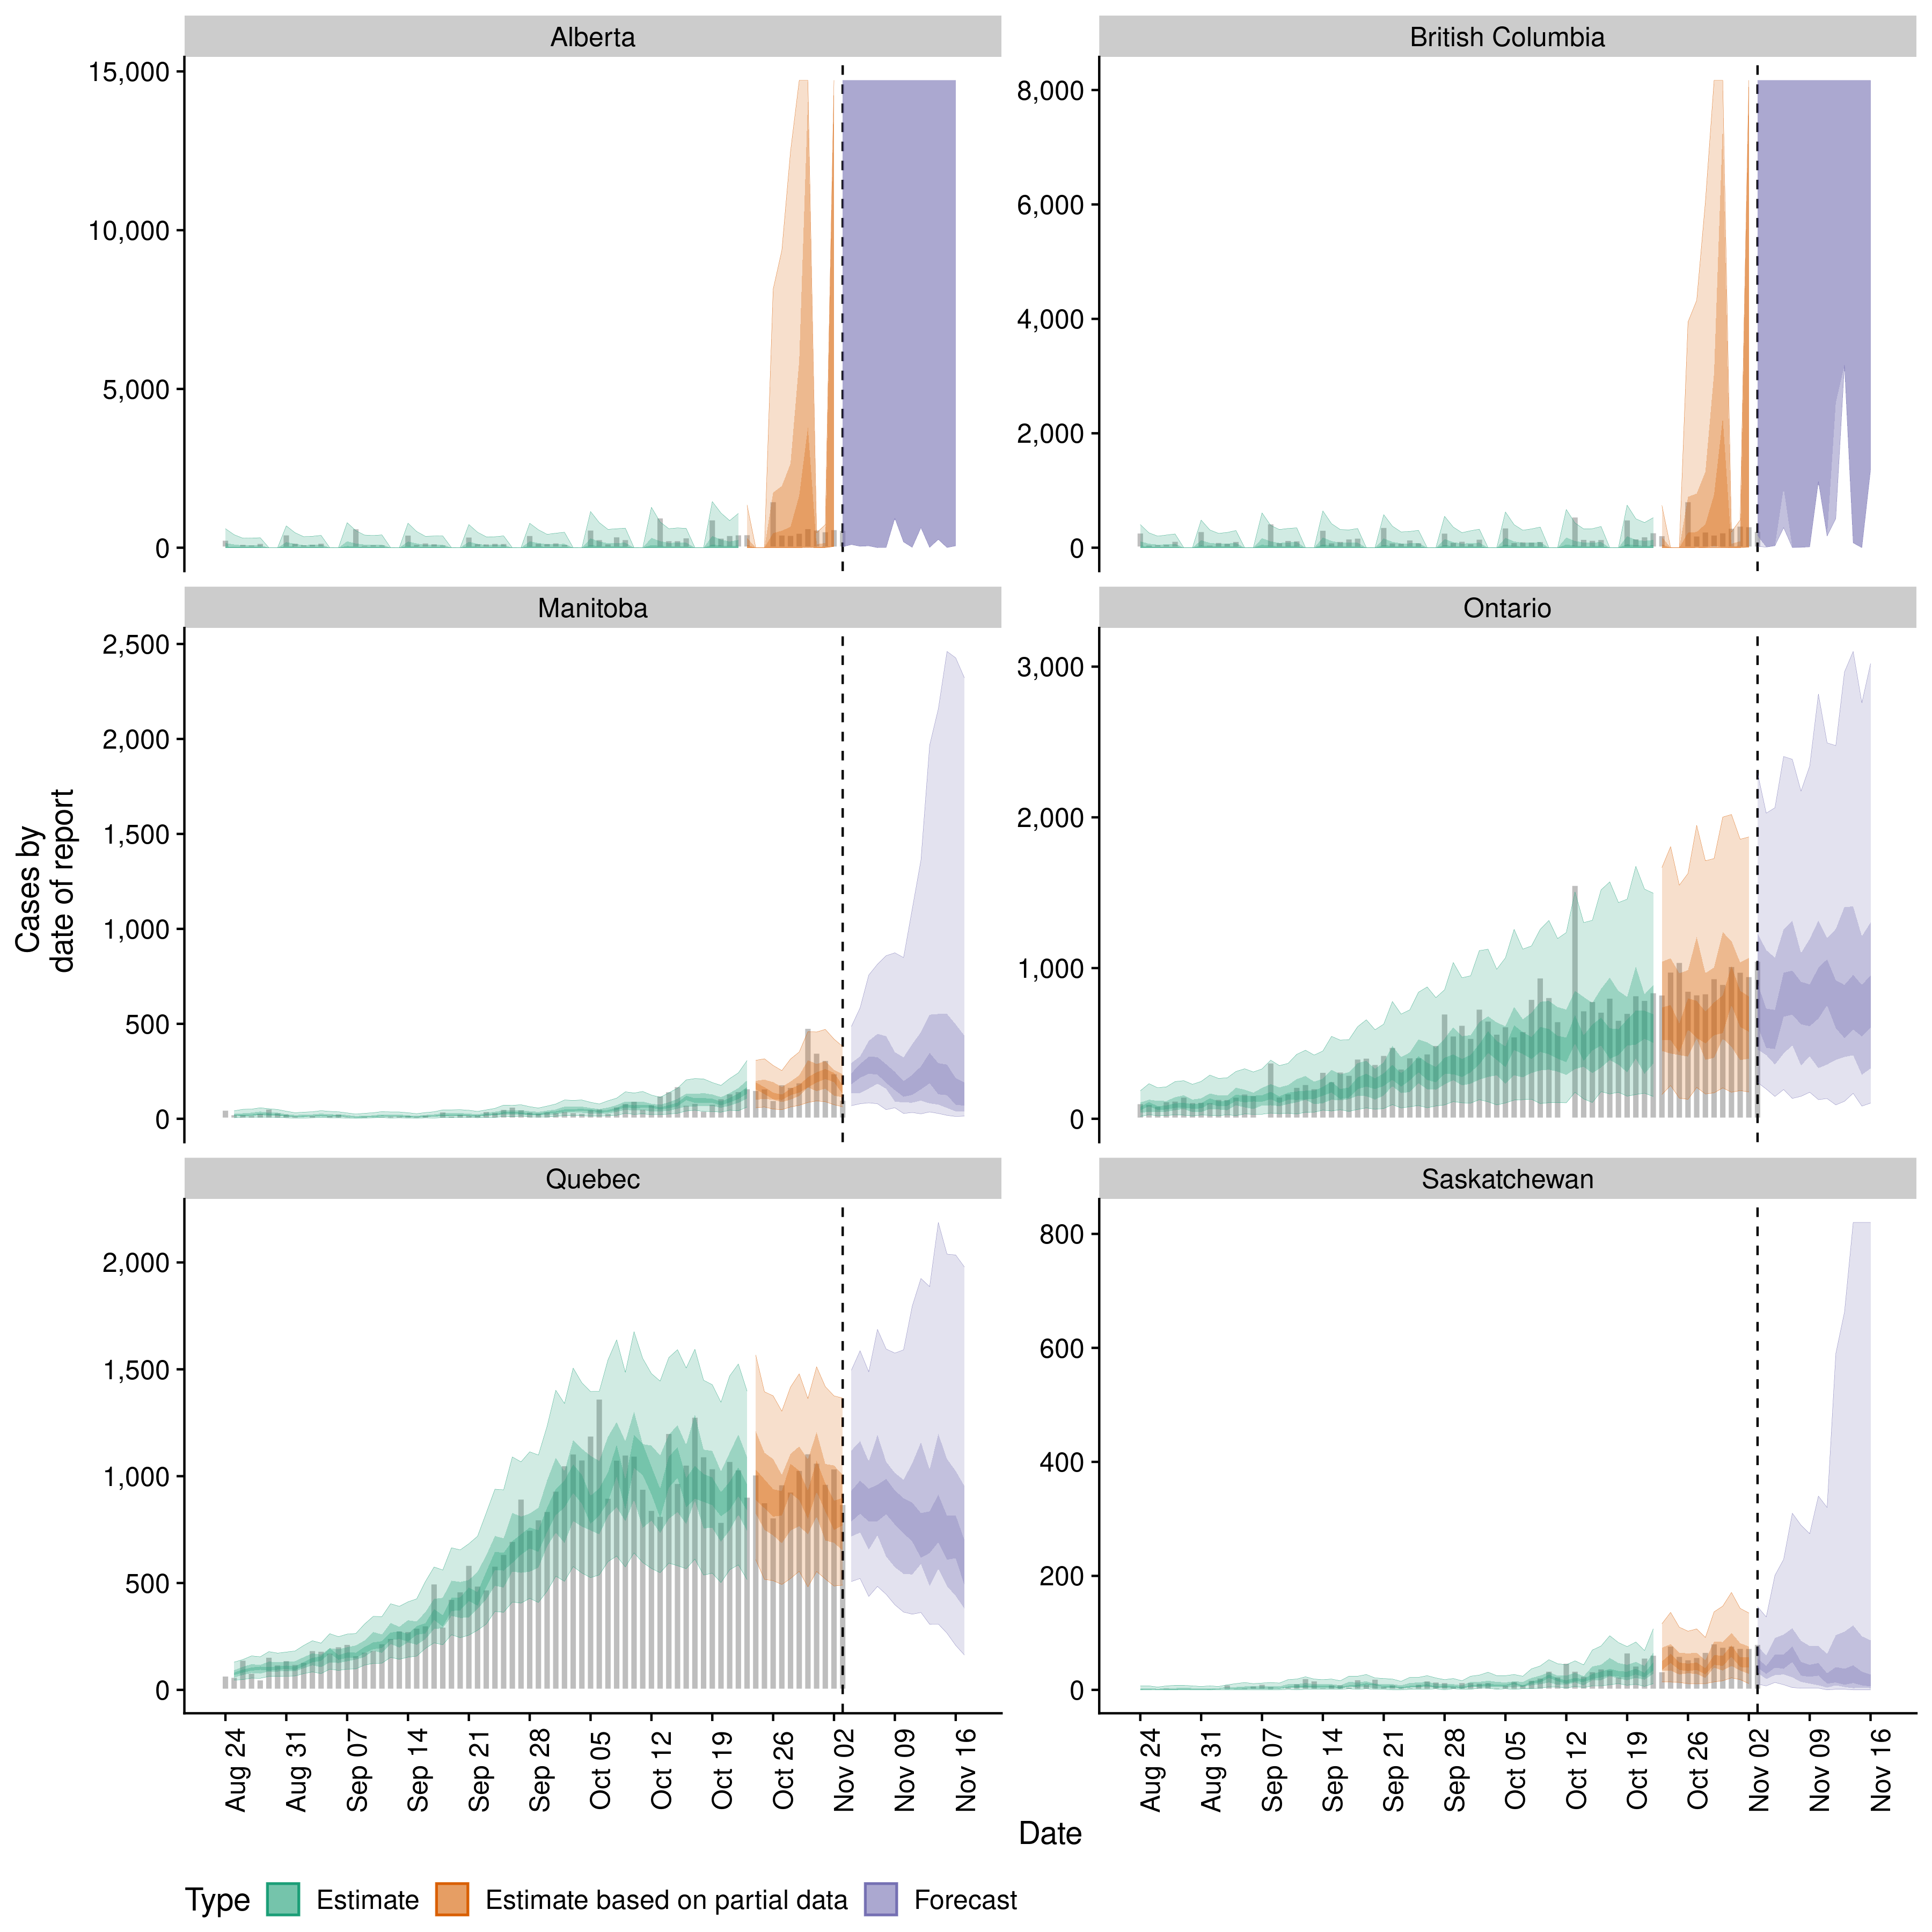 Alberta
British Columbia
15,000
10,000
5,000
0
8,000
6,000
4,000
2,000
0
Manitoba
Ontario
2,500
2,000
1,500
1,000
500
0
3,000
2,000
1,000
0
Cases by
date of report
Quebec
Saskatchewan
2,000
1,500
1,000
500
0
800
600
400
200
0
Aug 24
Aug 31
Sep 07
Sep 14
Sep 21
Sep 28
Oct 05
Oct 12
Oct 19
Oct 26
Nov 02
Nov 09
Nov 16
Aug 24
Aug 31
Sep 07
Sep 14
Sep 21
Sep 28
Oct 05
Oct 12
Oct 19
Oct 26
Nov 02
Nov 09
Nov 16
Date
Type Estimate Estimate based on partial data Forecast